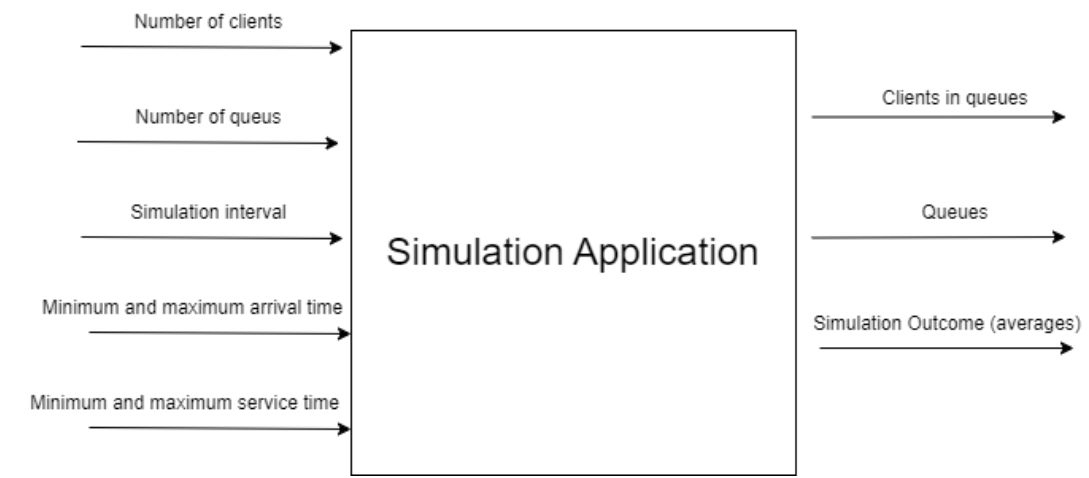 Number of clients
Number of queus
Simulation interval
Minimum and maximum arrival time
Minimum and maximum service time
Simulation Application
Clients in queues
Queues
Simulation Outcome (averages)